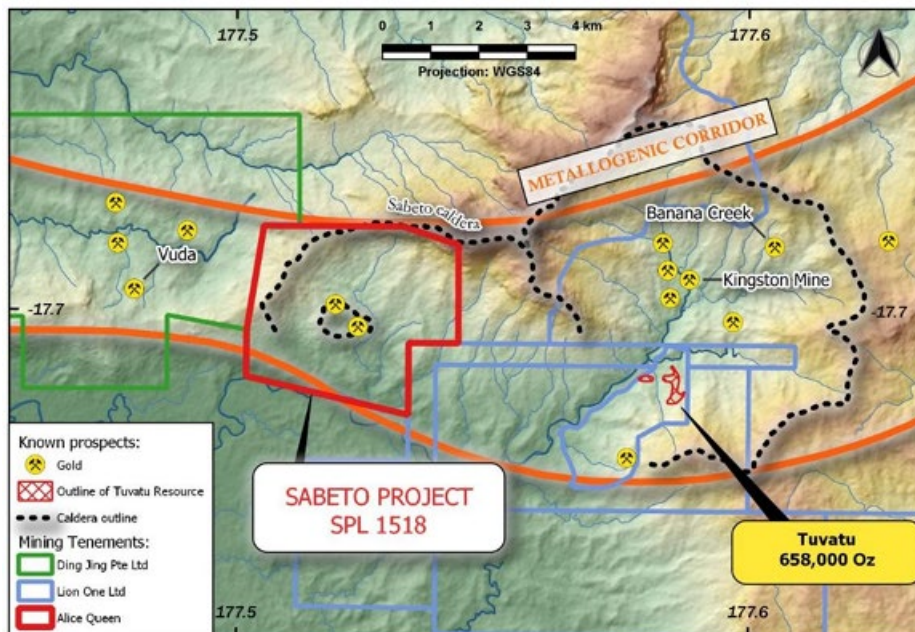 177.5
0 1 2 3 4 km
Projection: WGS84
177.6
METALLOGENIC CORRIDOR
Sabeto caldera
Banana Creek
Vuda
Kingston Mine
-17.7
-17.7
Known prospects:
Gold
Outline of Tuvatu Resource
Caldera outline
Mining Tenements:
Ding Jing Pte Ltd
Lion One Ltd
Alice Queen
SABETO PROJECT
SPL 1518
Tuvatu
658,000 Oz
177.5
177.6